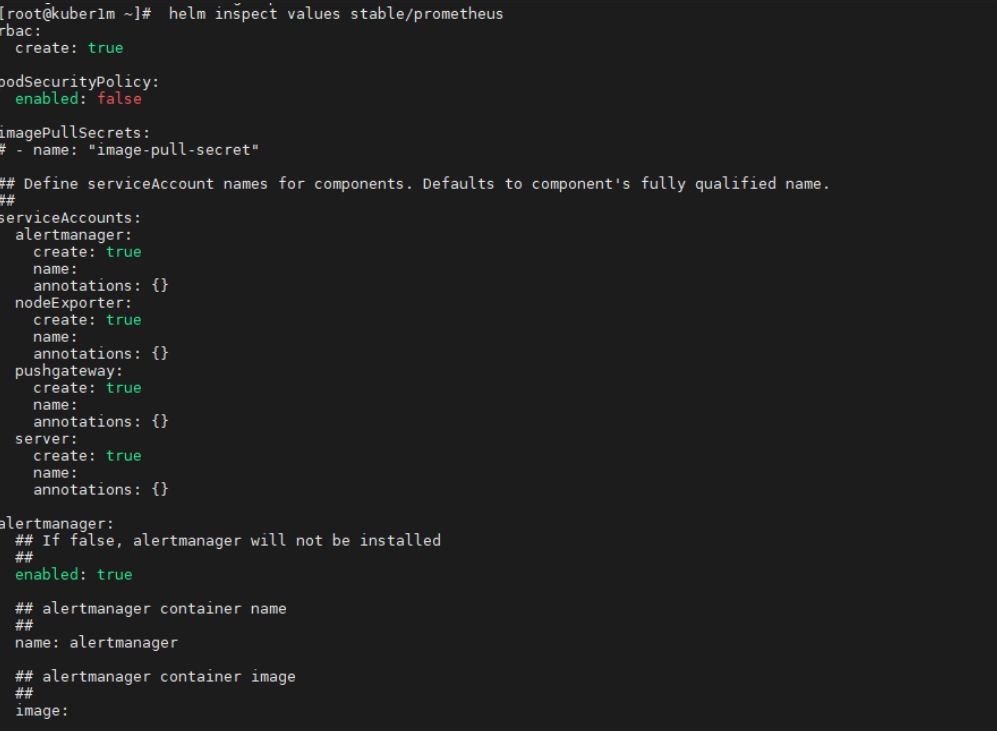 [root@kuber1m ~]#  helm inspect values stable/prometheus
rbac:
  create: true

podSecurityPolicy:
  enabled: false

imagePullSecrets:
# - name: "image-pull-secret"

## Define serviceAccount names for components. Defaults to component's fully qualified name.
##
serviceAccounts:
  alertmanager:
    create: true
    name:
    annotations: {}
  nodeExporter:
    create: true
    name:
    annotations: {}
  pushgateway:
    create: true
    name:
    annotations: {}
  server:
    create: true
    name:
    annotations: {}

alertmanager:
  ## If false, alertmanager will not be installed
  ##
  enabled: true

  ## alertmanager container name
  ##
  name: alertmanager

  ## alertmanager container image
  ##
  image: